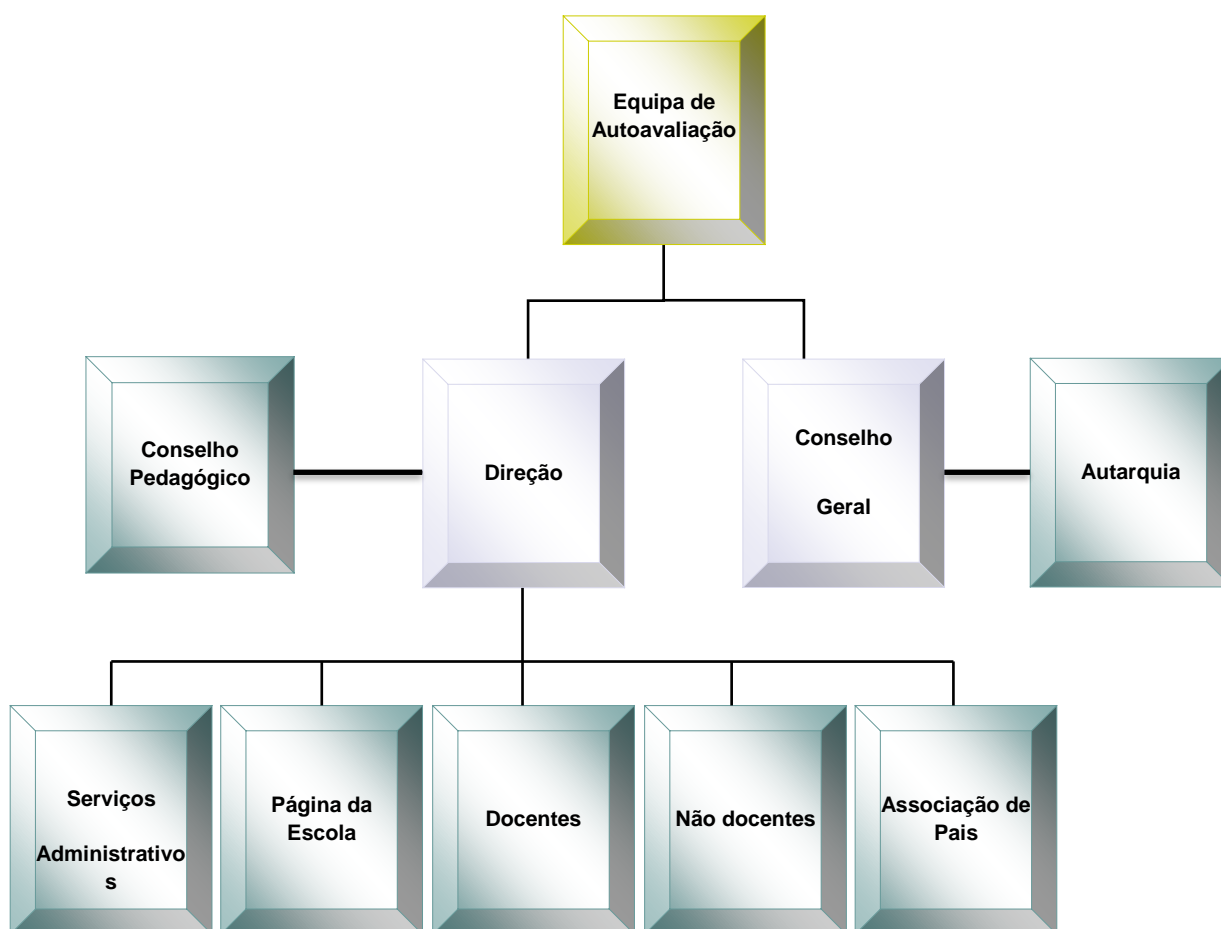 Equipa de
Autoavaliação
Conselho
Pedagógico
Direção
Conselho
Geral
Autarquia
Serviços
Administrativo
s
Página da
Escola
Docentes
Não docentes
Associação de
Pais